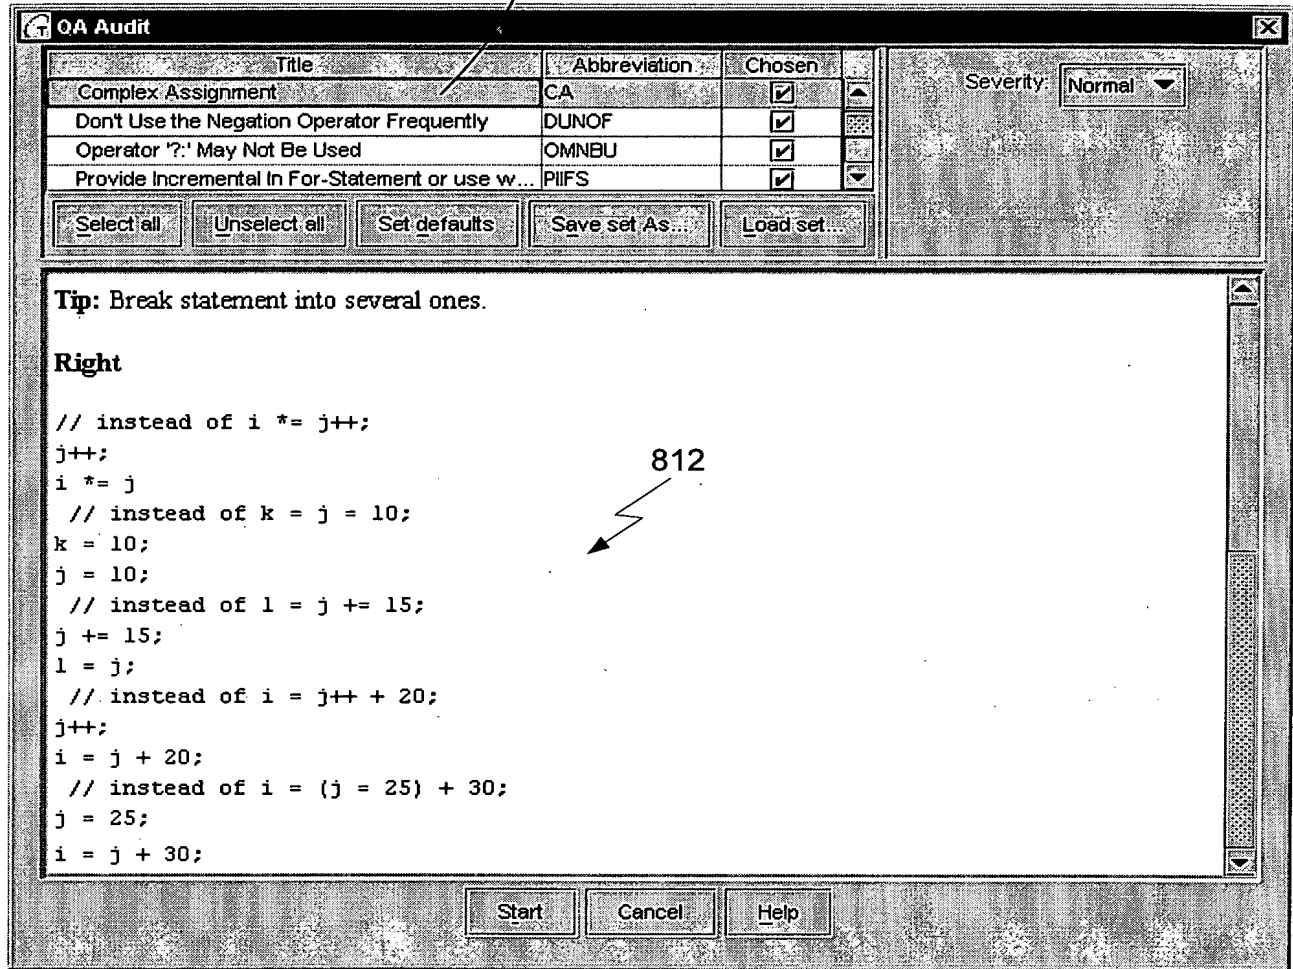 QA Audit
Title Abbreviation Chosen
Complex Assignment CA
Don't Use the Negation Operator Frequently DUNOF
Operator '?:' May Not Be Used OMNBU
Provide Incremental In For-Statement or use w... PIIFS
Severity: Normal
Select all Unselect all Set defaults Save set As... Load set...
Tip: Break statement into several ones.
Right
// instead of i *= j++;
j++;
i *= j
// instead of k = j = 10;
k = 10;
j = 10;
// instead of l = j += 15;
j += 15;
l = j;
// instead of i = j++ + 20;
j++;
i = j + 20;
// instead of i = (j = 25) + 30;
j = 25;
i = j + 30;
812
Start Cancel Help